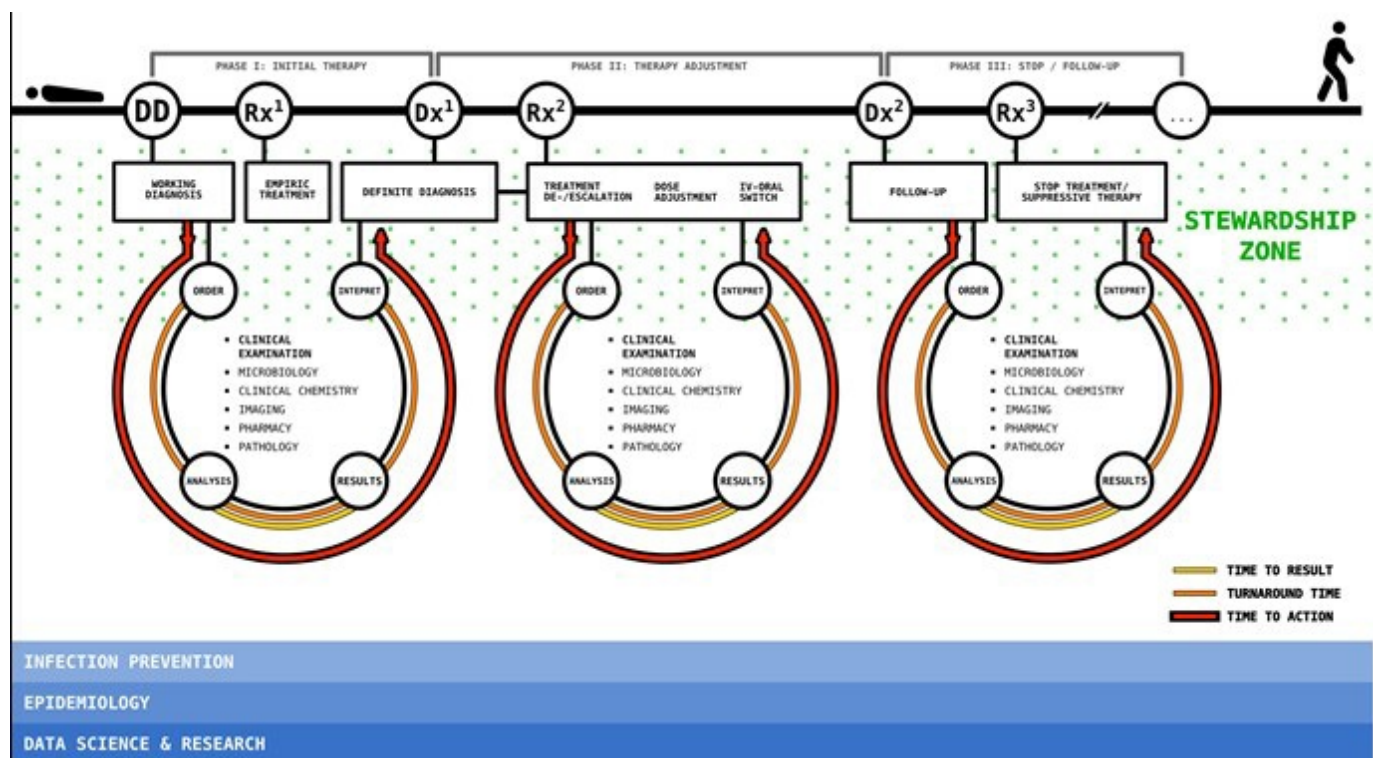 PHASE I: INITIAL THERAPY
PHASE II: THERAPY ADJUSTMENT
PHASE III: STOP / FOLLOW-UP
DD
Rx¹
Dx¹
Rx²
Dx²
Rx³
...
WORKING
DIAGNOSIS
EMPIRIC
TREATMENT
DEFINITE DIAGNOSIS
TREATMENT
DE-/ESCALATION
DOSE
ADJUSTMENT
IV-ORAL
SWITCH
FOLLOW-UP
STOP TREATMENT/
SUPPRESSIVE THERAPY
STEWARDSHIP
ZONE
ORDER
INTEPRET
• CLINICAL
EXAMINATION
• MICROBIOLOGY
• CLINICAL CHEMISTRY
• IMAGING
• PHARMACY
• PATHOLOGY
ANALYSIS
RESULTS
ORDER
INTEPRET
• CLINICAL
EXAMINATION
• MICROBIOLOGY
• CLINICAL CHEMISTRY
• IMAGING
• PHARMACY
• PATHOLOGY
ANALYSIS
RESULTS
ORDER
INTEPRET
• CLINICAL
EXAMINATION
• MICROBIOLOGY
• CLINICAL CHEMISTRY
• IMAGING
• PHARMACY
• PATHOLOGY
ANALYSIS
RESULTS
TIME TO RESULT
TURNAROUND TIME
TIME TO ACTION
INFECTION PREVENTION
EPIDEMIOLOGY
DATA SCIENCE & RESEARCH